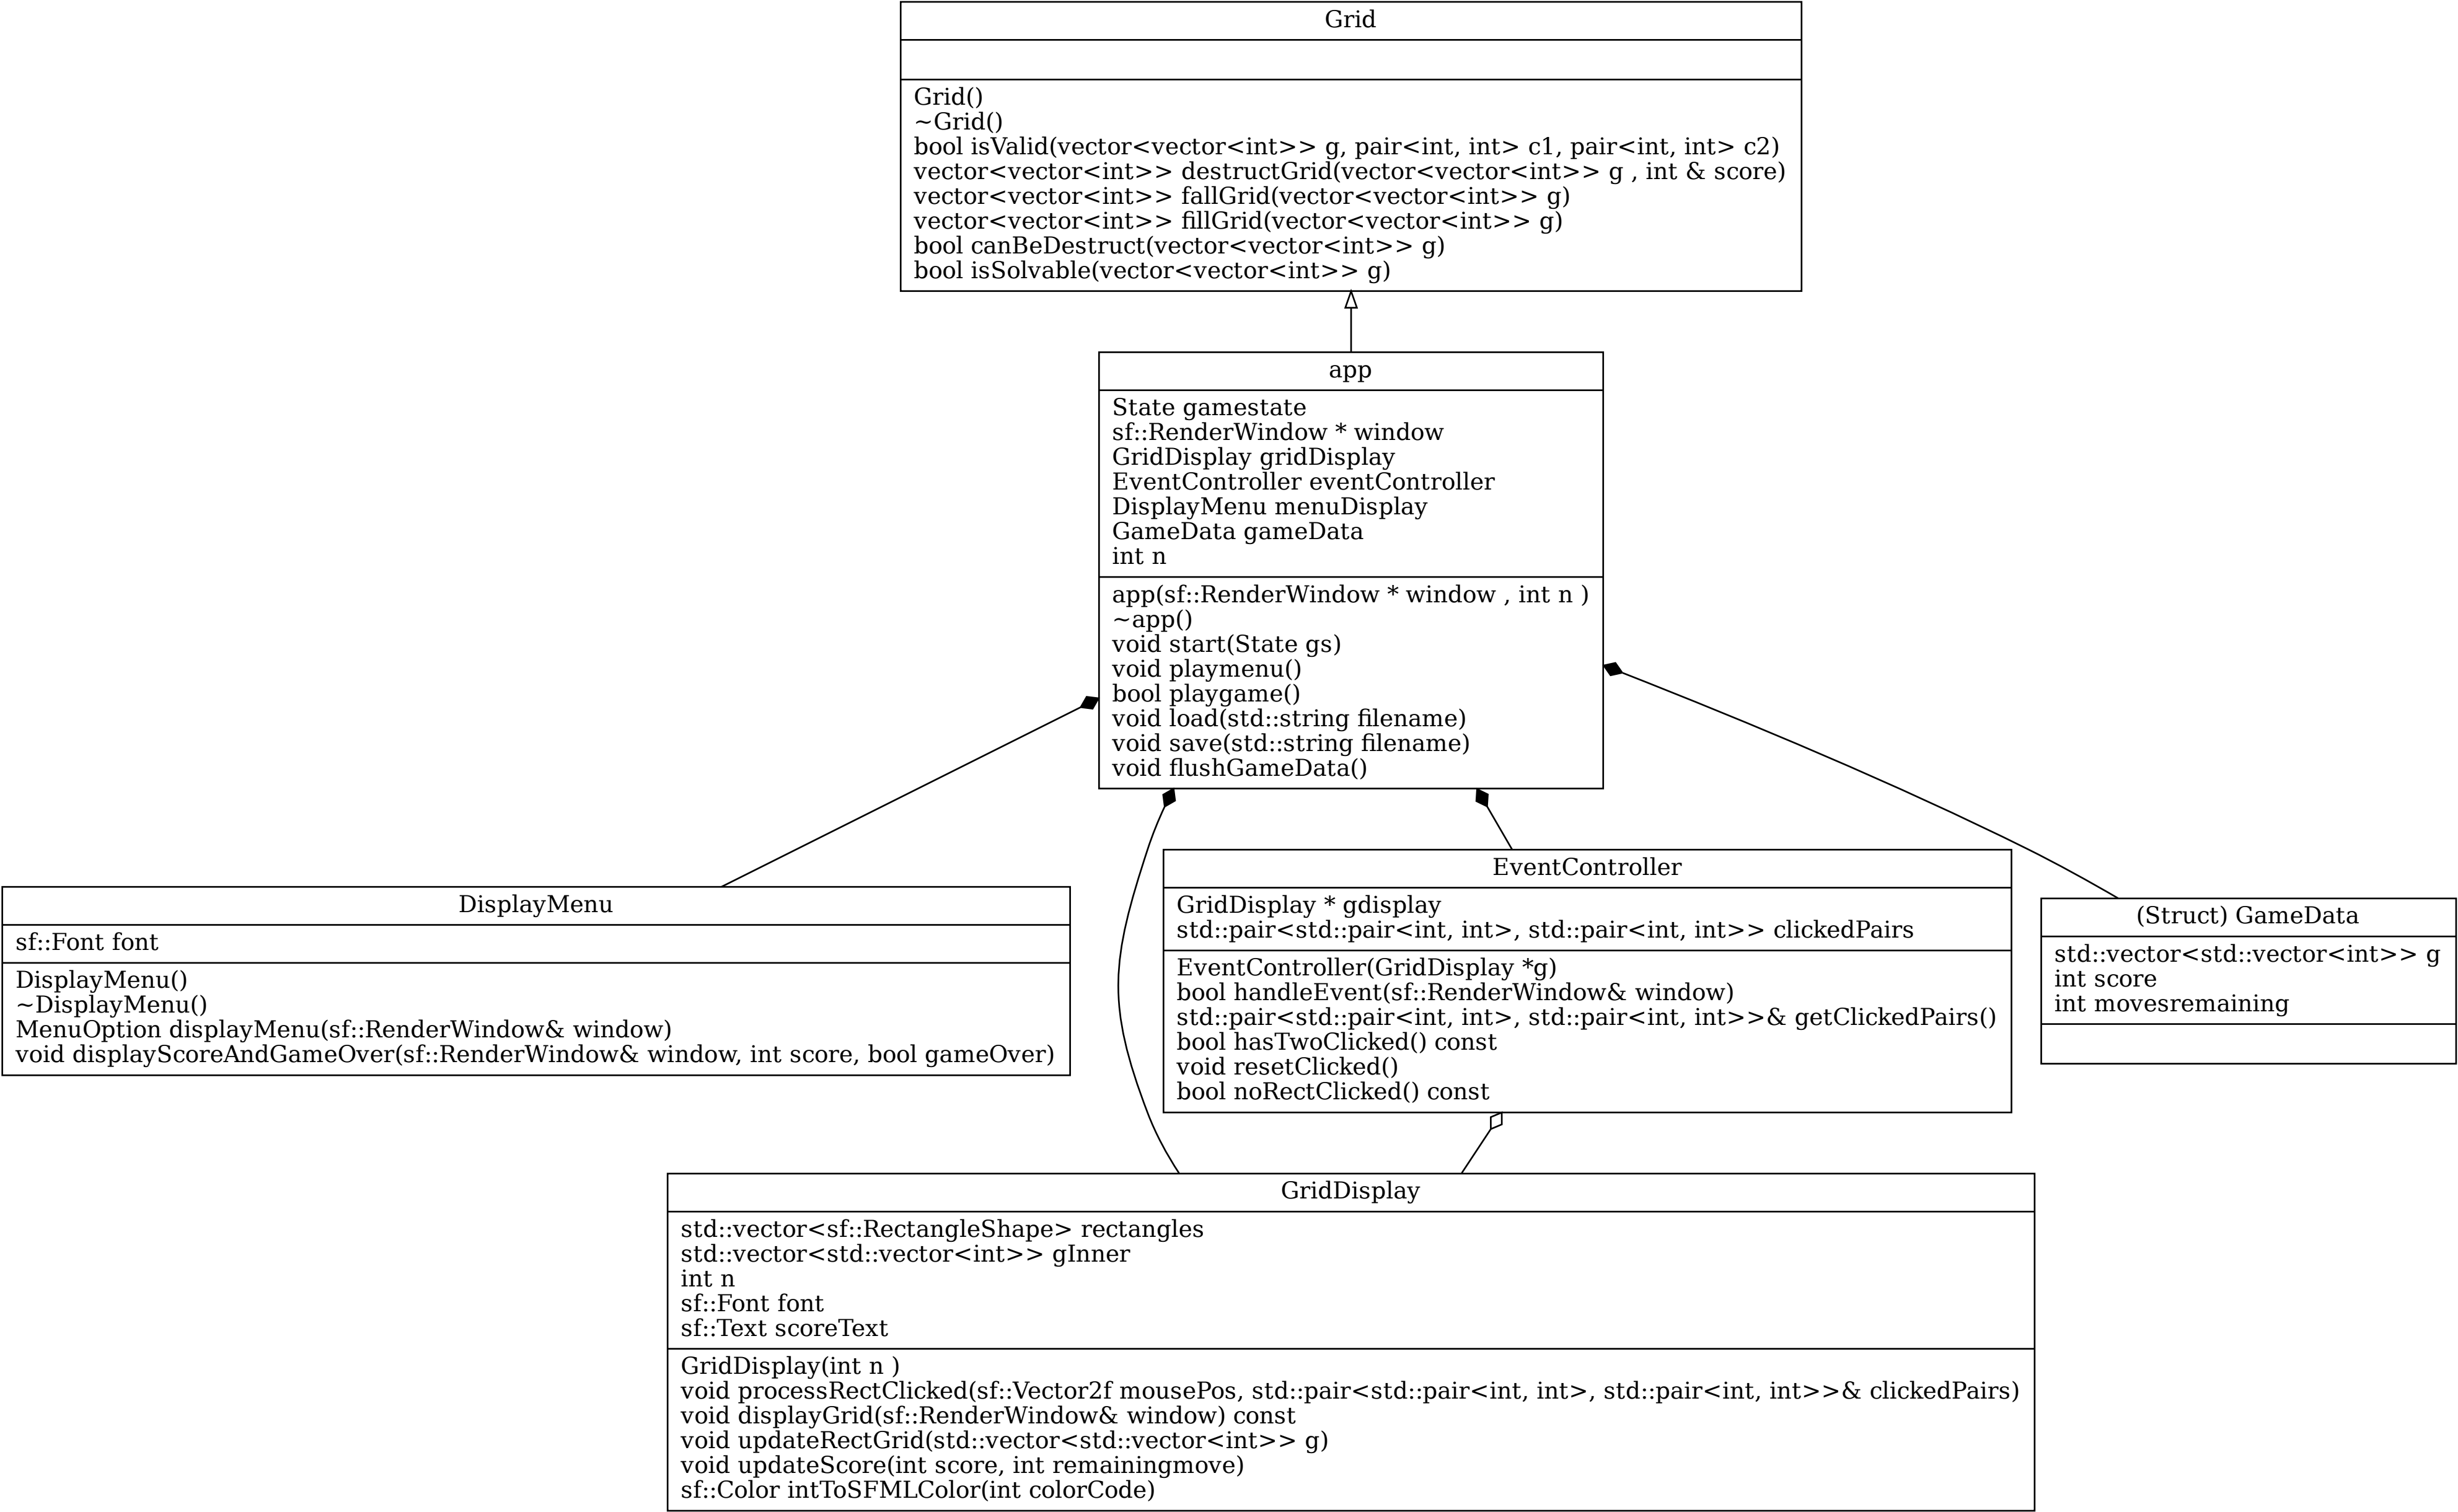 Grid
Grid()
~Grid()
bool isValid(vector<vector<int>> g, pair<int, int> c1, pair<int, int> c2)
vector<vector<int>> destructGrid(vector<vector<int>> g , int & score)
vector<vector<int>> fallGrid(vector<vector<int>> g)
vector<vector<int>> fillGrid(vector<vector<int>> g)
bool canBeDestruct(vector<vector<int>> g)
bool isSolvable(vector<vector<int>> g)
app
State gamestate
sf::RenderWindow * window
GridDisplay gridDisplay
EventController eventController
DisplayMenu menuDisplay
GameData gameData
int n
app(sf::RenderWindow * window , int n )
~app()
void start(State gs)
void playmenu()
bool playgame()
void load(std::string filename)
void save(std::string filename)
void flushGameData()
DisplayMenu
sf::Font font
DisplayMenu()
~DisplayMenu()
MenuOption displayMenu(sf::RenderWindow& window)
void displayScoreAndGameOver(sf::RenderWindow& window, int score, bool gameOver)
EventController
GridDisplay * gdisplay
std::pair<std::pair<int, int>, std::pair<int, int>> clickedPairs
EventController(GridDisplay *g)
bool handleEvent(sf::RenderWindow& window)
std::pair<std::pair<int, int>, std::pair<int, int>>& getClickedPairs()
bool hasTwoClicked() const
void resetClicked()
bool noRectClicked() const
(Struct) GameData
std::vector<std::vector<int>> g
int score
int movesremaining
GridDisplay
std::vector<sf::RectangleShape> rectangles
std::vector<std::vector<int>> gInner
int n
sf::Font font
sf::Text scoreText
GridDisplay(int n )
void processRectClicked(sf::Vector2f mousePos, std::pair<std::pair<int, int>, std::pair<int, int>>& clickedPairs)
void displayGrid(sf::RenderWindow& window) const
void updateRectGrid(std::vector<std::vector<int>> g)
void updateScore(int score, int remainingmove)
sf::Color intToSFMLColor(int colorCode)